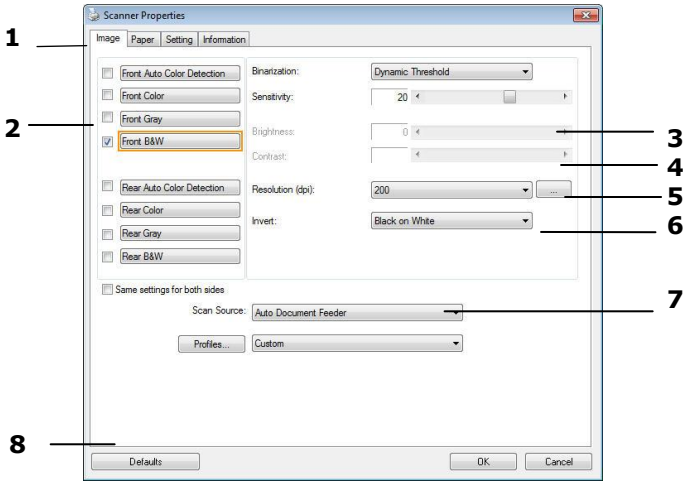 Scanner Properties
1
Image Paper Setting Information
Front Auto Color Detection Binarization: Dynamic Threshold
Front Color Sensitivity: 20
2
Front Gray
Front B&W Brightness: 0
3
Contrast:
4
Rear Auto Color Detection Resolution (dpi): 200 ...
5
Rear Color Invert: Black on White
6
Rear Gray
Rear B&W
Same settings for both sides
7
Scan Source: Auto Document Feeder
Profiles... Custom
8
Defaults OK Cancel